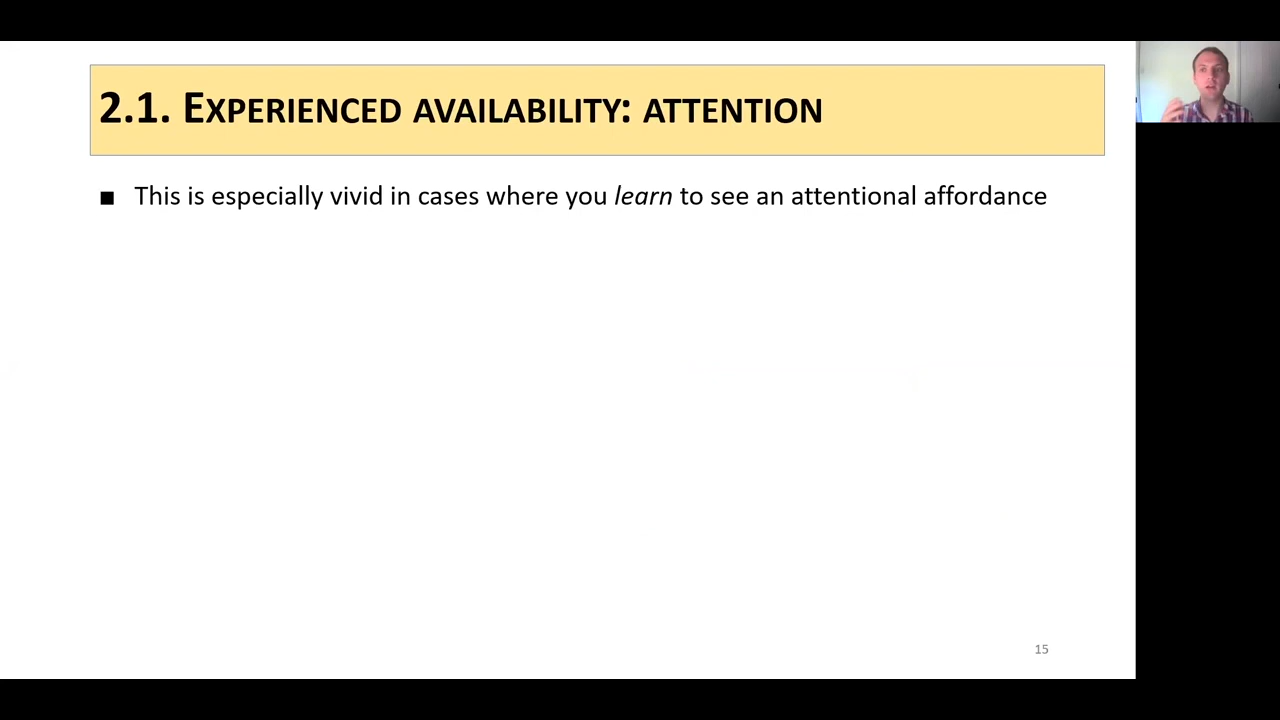 2.1. EXPERIENCED AVAILABILITY: ATTENTION
▪ This is especially vivid in cases where you learn to see an attentional affordance
15